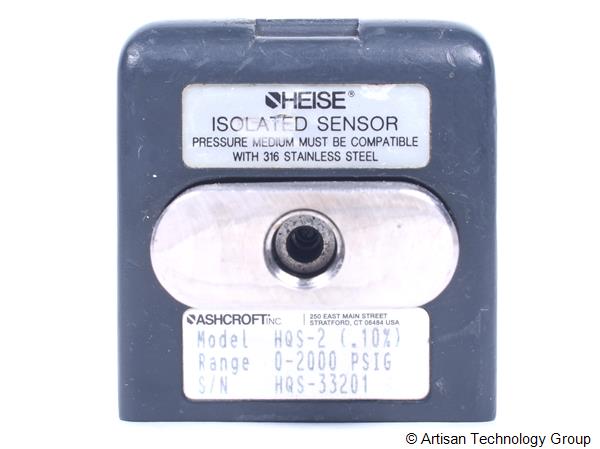 HEISE®
ISOLATED SENSOR
PRESSURE MEDIUM MUST BE COMPATIBLE
WITH 316 STAINLESS STEEL
ASHCROFT INC.
250 EAST MAIN STREET
STRATFORD, CT 06484 USA
Model HQS-2 (.10%)
Range 0-2000 PSIG
S/N HQS-33201
© Artisan Technology Group